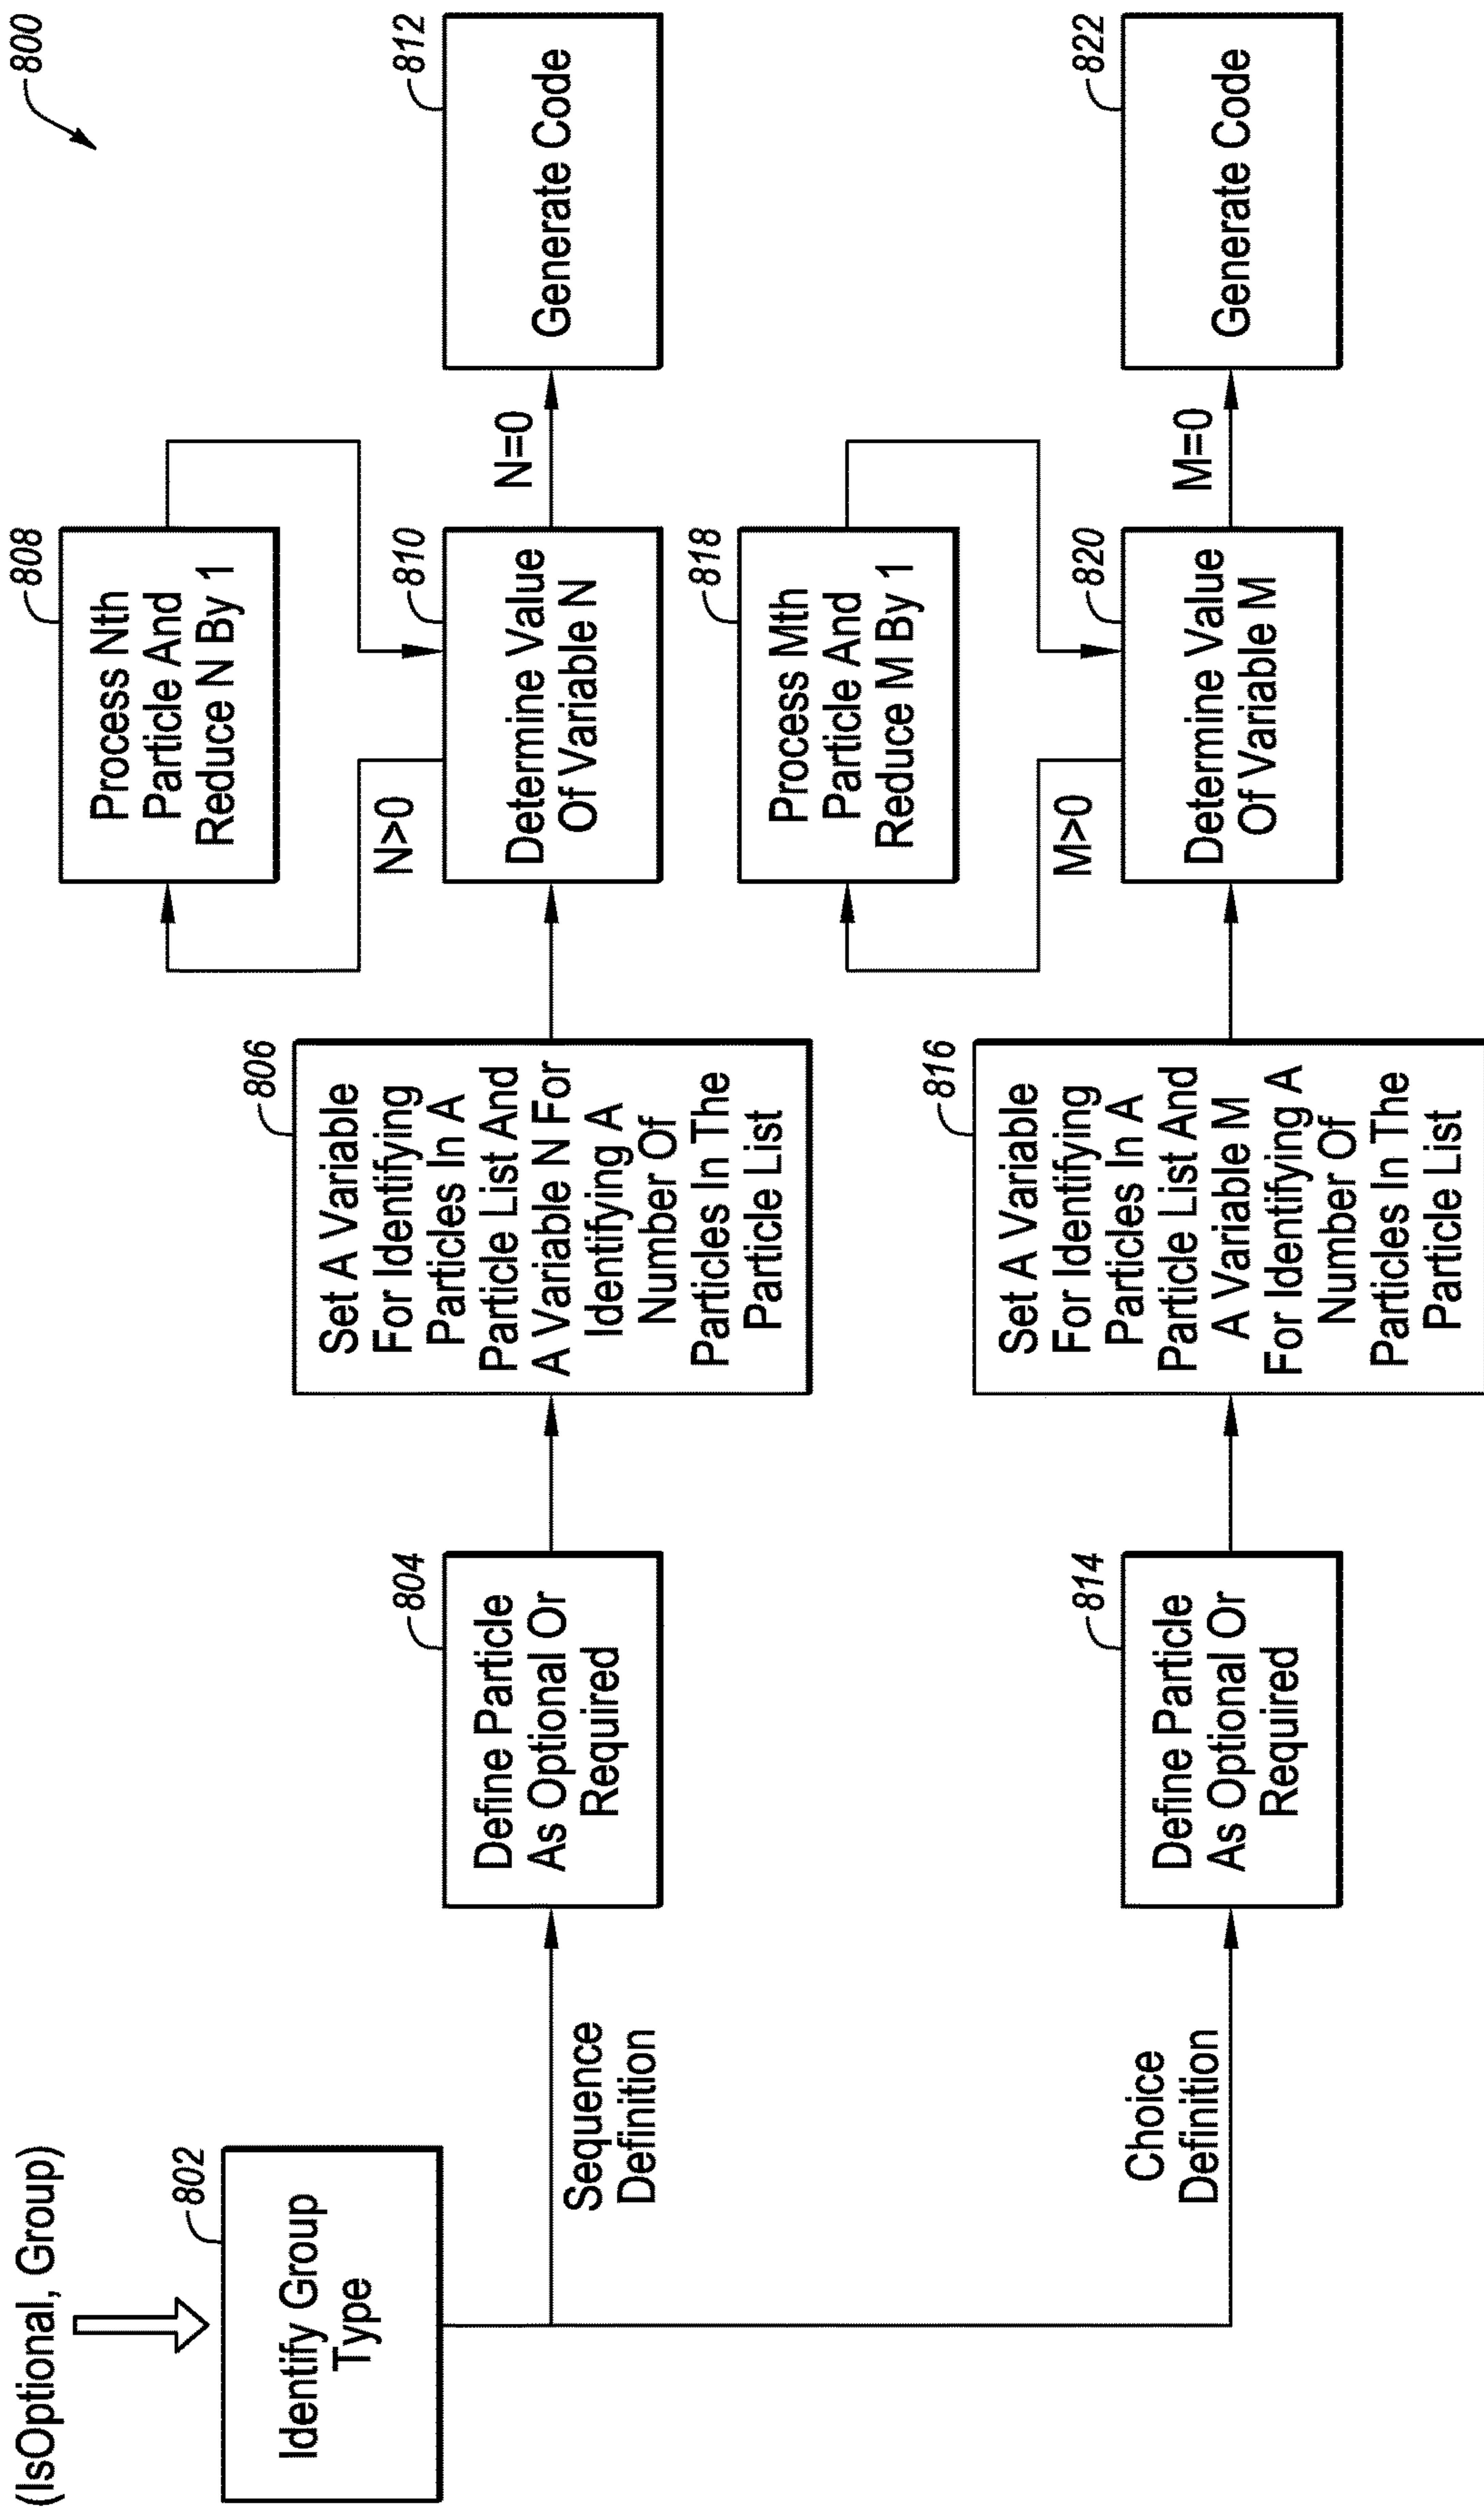 800
(IsOptional, Group)
802
Identify Group
Type
Sequence
Definition
804
Define Particle
As Optional Or
Required
806
Set A Variable
For Identifying
Particles In A
Particle List And
A Variable N For
Identifying A
Number Of
Particles In The
Particle List
808
Process Nth
Particle And
Reduce N By 1
N>0
810
Determine Value
Of Variable N
N=0
812
Generate Code
Choice
Definition
814
Define Particle
As Optional Or
Required
816
Set A Variable
For Identifying
Particles In A
Particle List And
A Variable M
For Identifying A
Number Of
Particles In The
Particle List
818
Process Mth
Particle And
Reduce M By 1
M>0
820
Determine Value
Of Variable M
M=0
822
Generate Code